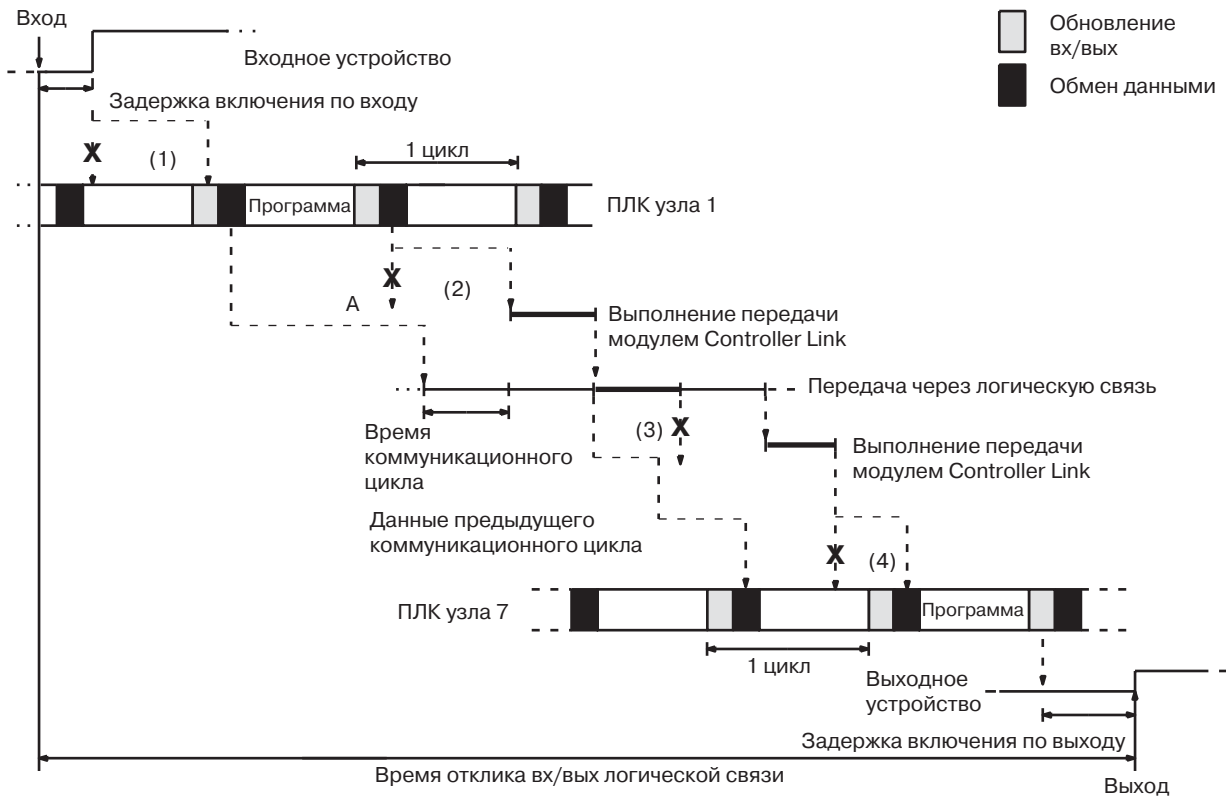 Вход
Обновление
вх/вых
Обмен данными
Входное устройство
Задержка включения по входу
X
(1)
1 цикл
Программа
ПЛК узла 1
X
(2)
A
Выполнение передачи
модулем Controller Link
Передача через логическую связь
Время
коммуникационного
цикла
(3)
X
Выполнение передачи
модулем Controller Link
Данные предыдущего
коммуникационного цикла
X
(4)
ПЛК узла 7
Программа
1 цикл
Выходное
устройство
Задержка включения по выходу
Время отклика вх/вых логической связи
Выход